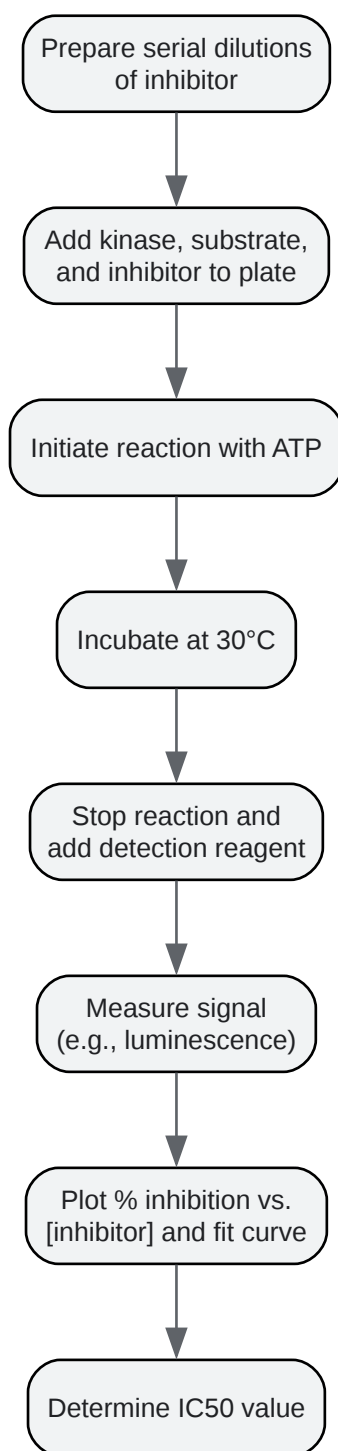 Prepare serial dilutions
of inhibitor
Add kinase, substrate,
and inhibitor to plate
Initiate reaction with ATP
Incubate at 30°C
Stop reaction and
add detection reagent
Measure signal
(e.g., luminescence)
Plot % inhibition vs.
[inhibitor] and fit curve
Determine IC50 value